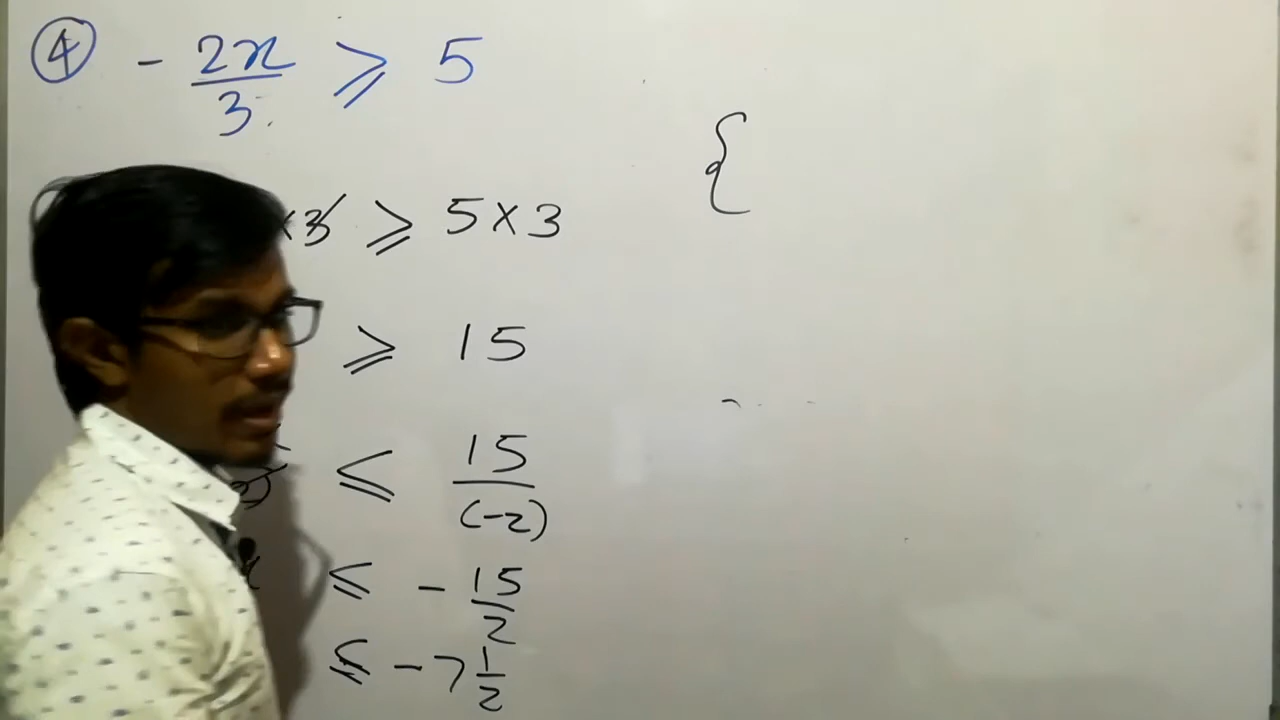 ④ - 2x/3 ⩾ 5
{
×3 ⩾ 5×3
⩾ 15
⩽ 15/(-2)
x ⩽ - 15/2
⩽ - 7 1/2